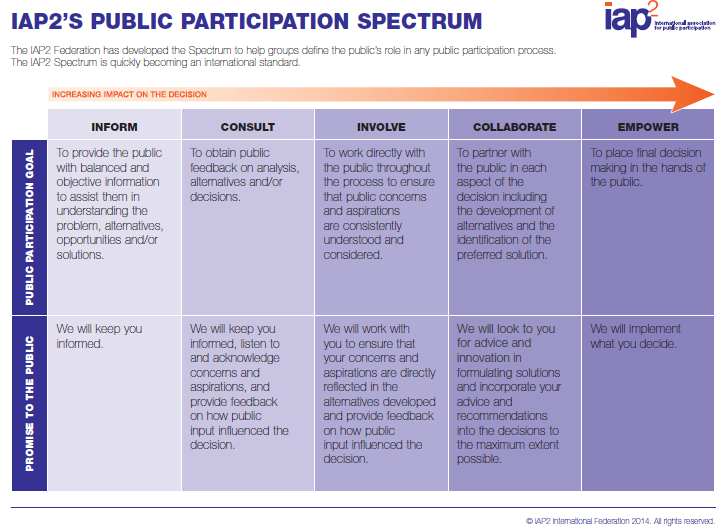 IAP2'S PUBLIC PARTICIPATION SPECTRUM
iap2
international association
for public participation
The IAP2 Federation has developed the Spectrum to help groups define the public's role in any public participation process.
The IAP2 Spectrum is quickly becoming an international standard.
INCREASING IMPACT ON THE DECISION
INFORM
CONSULT
INVOLVE
COLLABORATE
EMPOWER
PUBLIC PARTICIPATION GOAL
To provide the public
with balanced and
objective information
to assist them in
understanding the
problem, alternatives,
opportunities and/or
solutions.
To obtain public
feedback on analysis,
alternatives and/or
decisions.
To work directly with
the public throughout
the process to ensure
that public concerns
and aspirations
are consistently
understood and
considered.
To partner with
the public in each
aspect of the
decision including
the development of
alternatives and the
identification of the
preferred solution.
To place final decision
making in the hands of
the public.
PROMISE TO THE PUBLIC
We will keep you
informed.
We will keep you
informed, listen to
and acknowledge
concerns and
aspirations, and
provide feedback
on how public
input influenced the
decision.
We will work with
you to ensure that
your concerns and
aspirations are directly
reflected in the
alternatives developed
and provide feedback
on how public
input influenced the
decision.
We will look to you
for advice and
innovation in
formulating solutions
and incorporate your
advice and
recommendations
into the decisions to
the maximum extent
possible.
We will implement
what you decide.
© IAP2 International Federation 2014. All rights reserved.